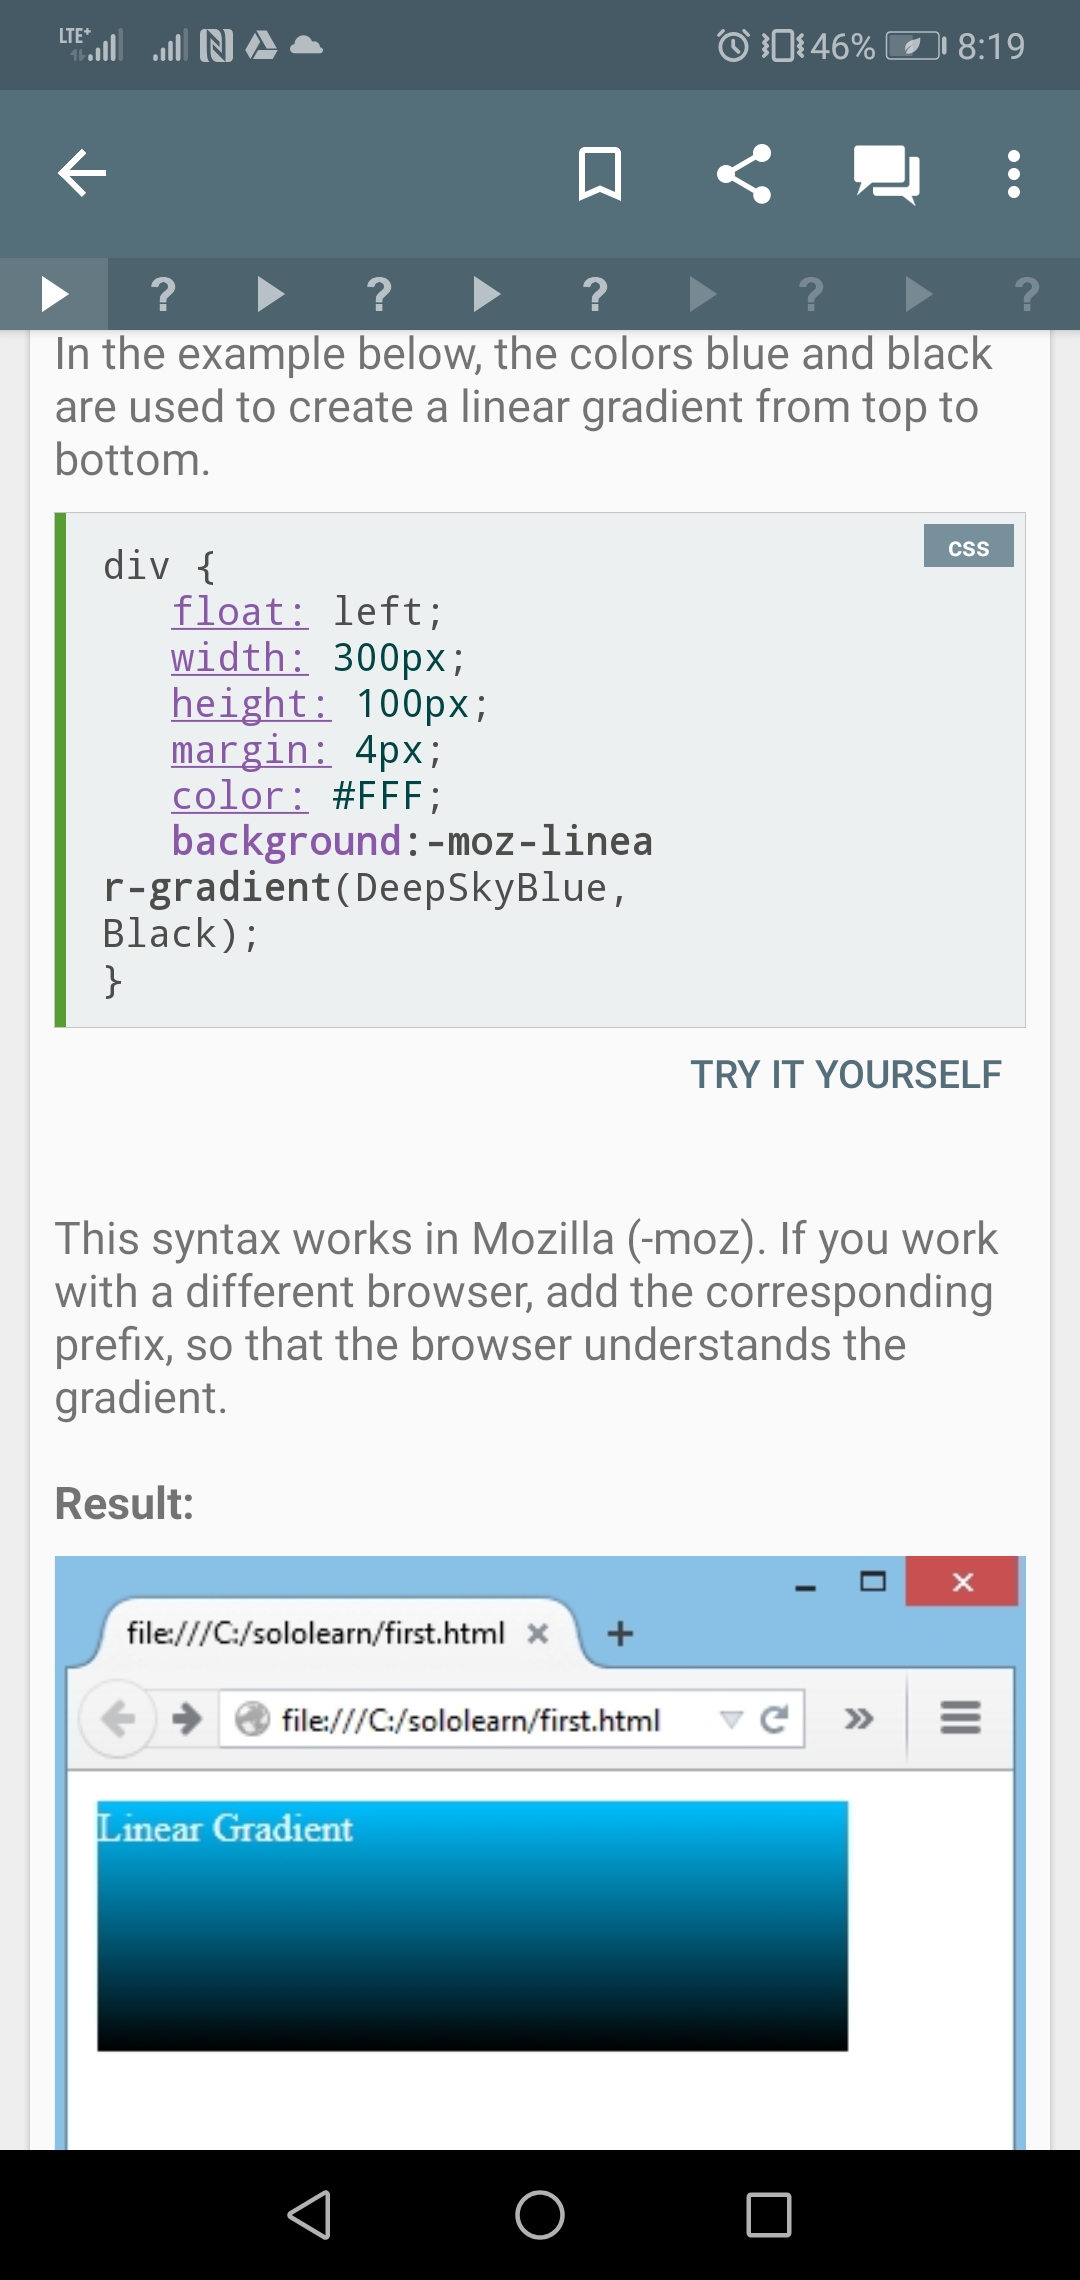 LTE+ 46% 8:19
? ? ? ? ?
In the example below, the colors blue and black
are used to create a linear gradient from top to
bottom.
css
div {
float: left;
width: 300px;
height: 100px;
margin: 4px;
color: #FFF;
background:-moz-linea
r-gradient(DeepSkyBlue,
Black);
}
TRY IT YOURSELF
This syntax works in Mozilla (-moz). If you work
with a different browser, add the corresponding
prefix, so that the browser understands the
gradient.
Result:
file:///C:/sololearn/first.html
file:///C:/sololearn/first.html
Linear Gradient